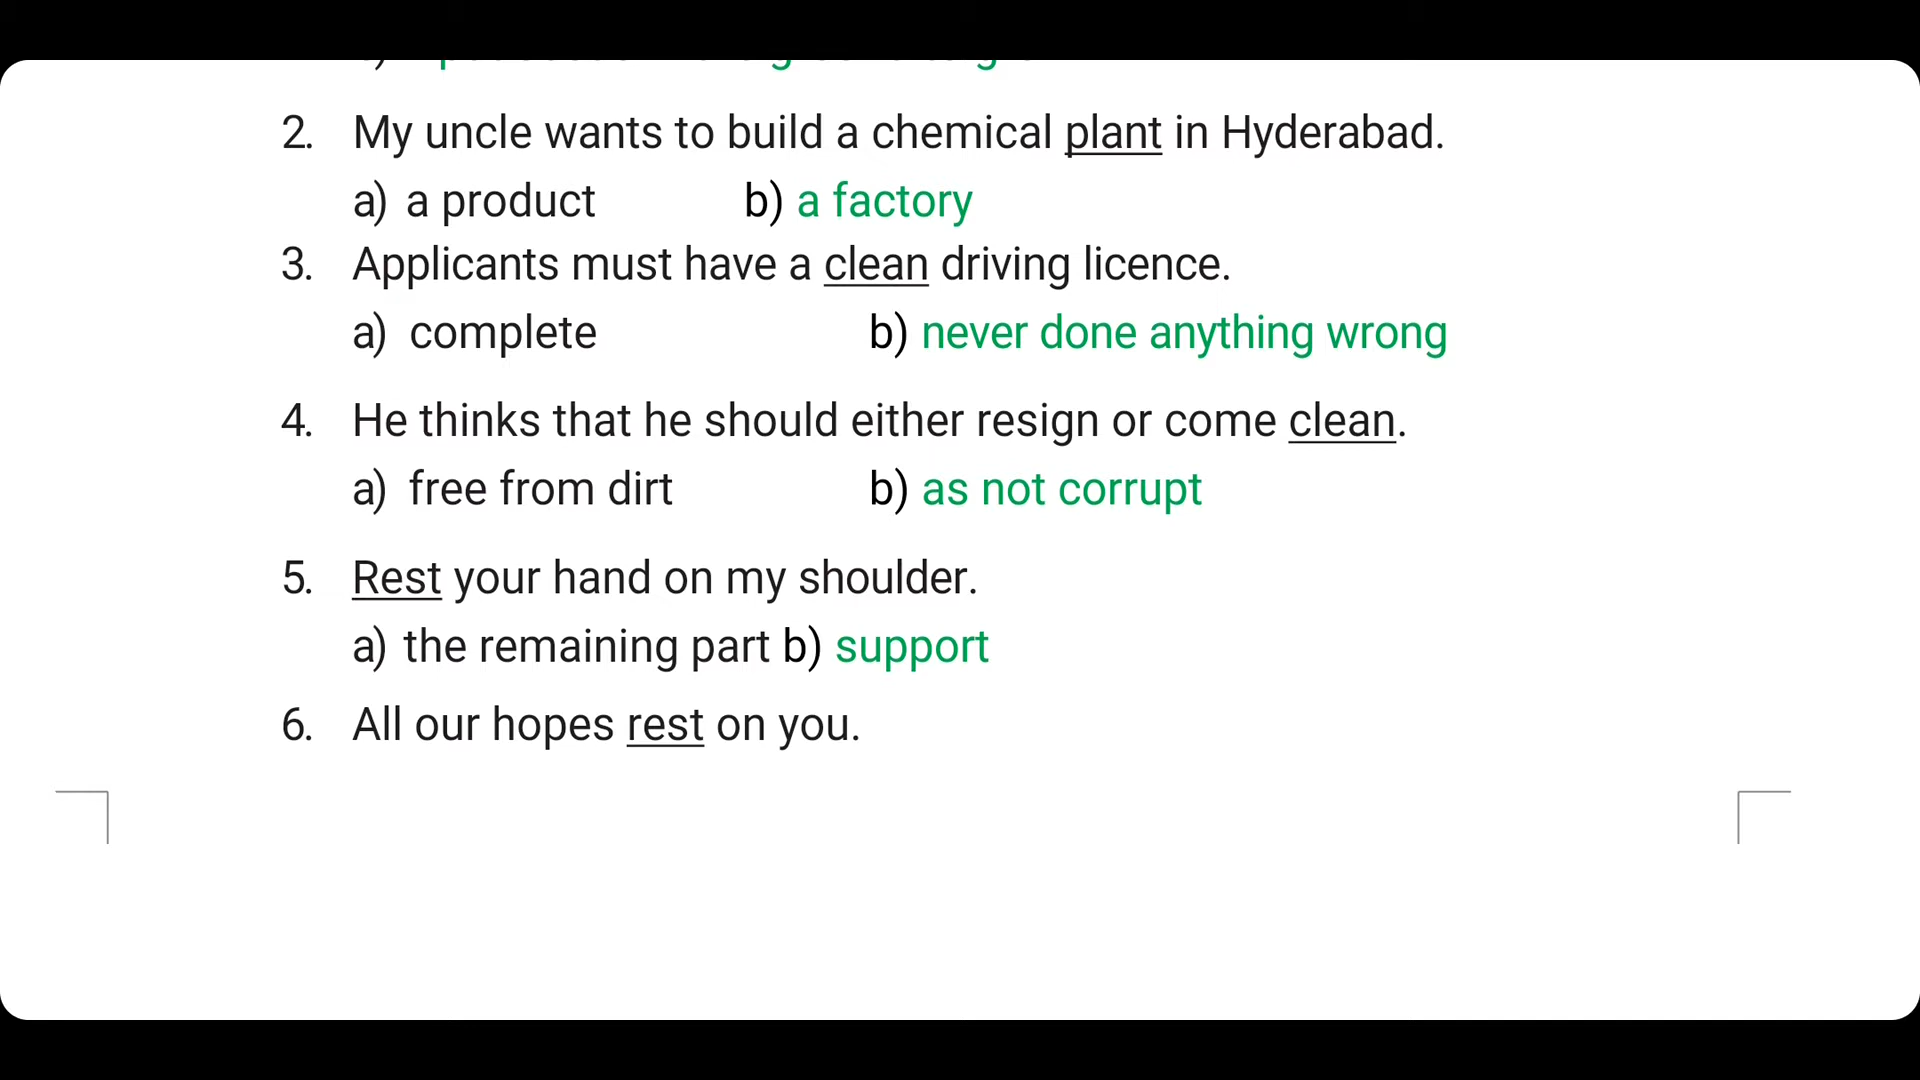 2. My uncle wants to build a chemical plant in Hyderabad.
a) a product b) a factory
3. Applicants must have a clean driving licence.
a) complete b) never done anything wrong
4. He thinks that he should either resign or come clean.
a) free from dirt b) as not corrupt
5. Rest your hand on my shoulder.
a) the remaining part b) support
6. All our hopes rest on you.